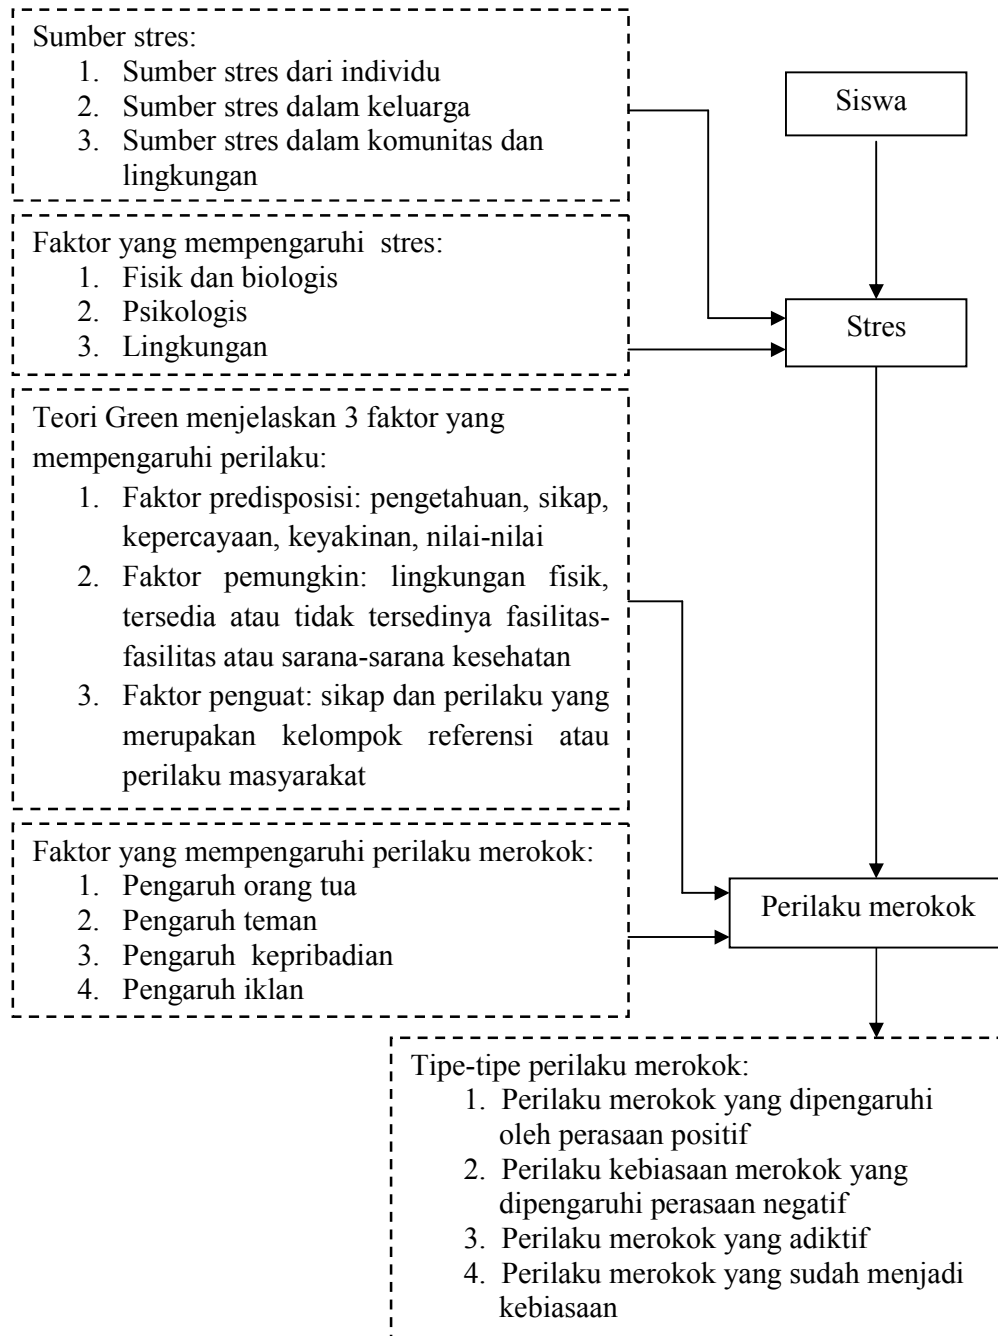 Sumber stres:
1. Sumber stres dari individu
2. Sumber stres dalam keluarga
3. Sumber stres dalam komunitas dan
lingkungan
Siswa
Faktor yang mempengaruhi stres:
1. Fisik dan biologis
2. Psikologis
3. Lingkungan
Stres
Teori Green menjelaskan 3 faktor yang
mempengaruhi perilaku:
1. Faktor predisposisi: pengetahuan, sikap,
kepercayaan, keyakinan, nilai-nilai
2. Faktor pemungkin: lingkungan fisik,
tersedia atau tidak tersedinya fasilitas-
fasilitas atau sarana-sarana kesehatan
3. Faktor penguat: sikap dan perilaku yang
merupakan kelompok referensi atau
perilaku masyarakat
Faktor yang mempengaruhi perilaku merokok:
1. Pengaruh orang tua
2. Pengaruh teman
3. Pengaruh kepribadian
4. Pengaruh iklan
Perilaku merokok
Tipe-tipe perilaku merokok:
1. Perilaku merokok yang dipengaruhi
oleh perasaan positif
2. Perilaku kebiasaan merokok yang
dipengaruhi perasaan negatif
3. Perilaku merokok yang adiktif
4. Perilaku merokok yang sudah menjadi
kebiasaan